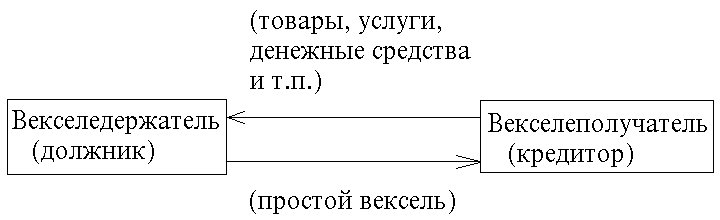 (товары, услуги,
денежные средства
и т.п.)
Векселедержатель
(должник)
Векселеполучатель
(кредитор)
(простой вексель)